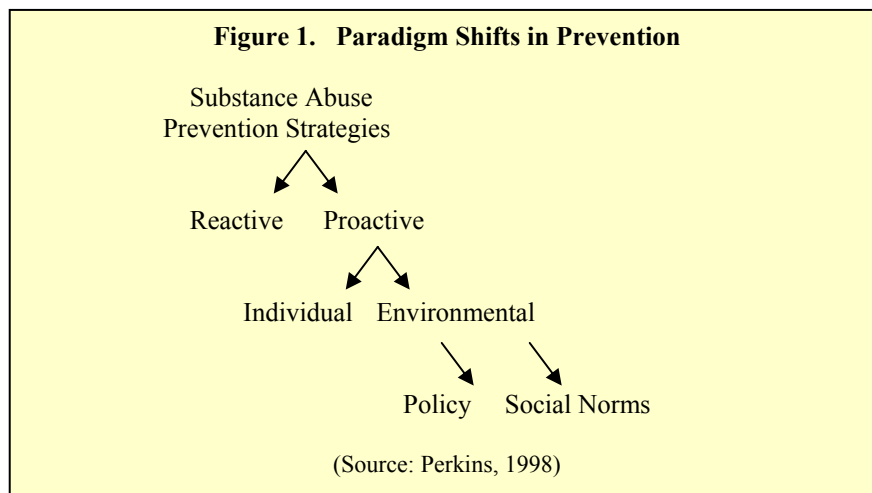 Figure 1. Paradigm Shifts in Prevention
Substance Abuse
Prevention Strategies
Reactive Proactive
Individual Environmental
Policy Social Norms
(Source: Perkins, 1998)